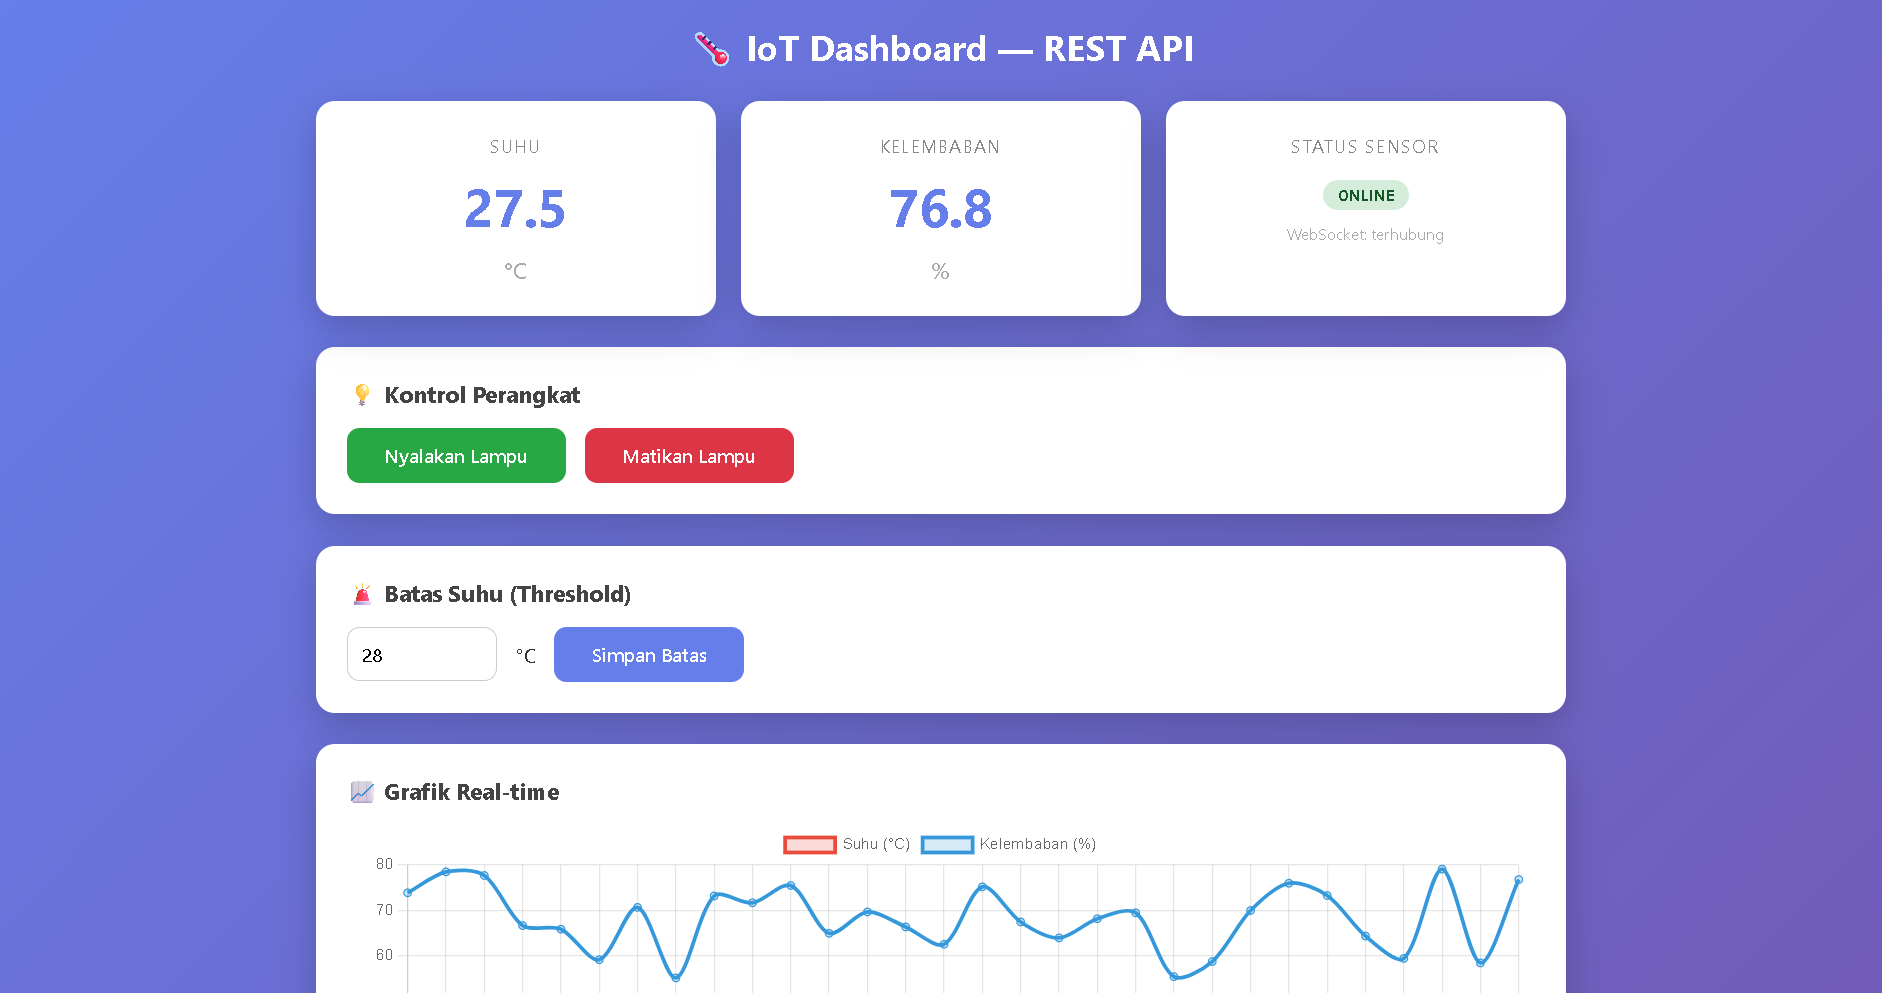 IoT Dashboard — REST API
SUHU
27.5
°C
KELEMBABAN
76.8
%
STATUS SENSOR
ONLINE
WebSocket: terhubung
Kontrol Perangkat
Nyalakan Lampu
Matikan Lampu
Batas Suhu (Threshold)
28 °C Simpan Batas
Grafik Real-time
Suhu (°C) Kelembaban (%)
80
70
60